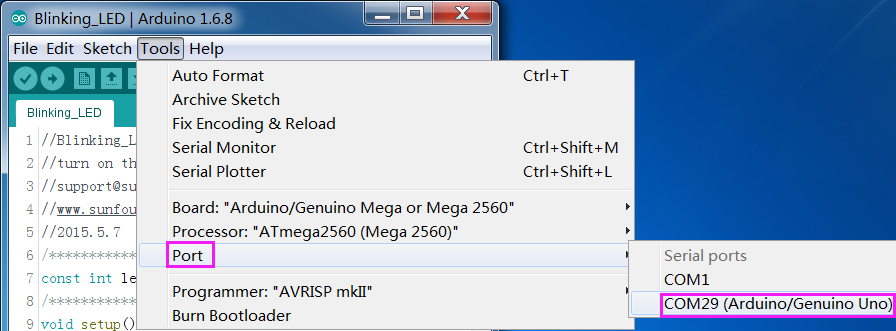 Blinking_LED | Arduino 1.6.8
File Edit Sketch Tools Help
Auto Format Ctrl+T
Archive Sketch
Fix Encoding & Reload
Serial Monitor Ctrl+Shift+M
Serial Plotter Ctrl+Shift+L
Board: "Arduino/Genuino Mega or Mega 2560"
Processor: "ATmega2560 (Mega 2560)"
Port
Programmer: "AVRISP mkII"
Burn Bootloader
Serial ports
COM1
COM29 (Arduino/Genuino Uno)
Blinking_LED
1 //Blinking_L
2 //turn on th
3 //support@su
4 //www.sunfou
5 //2015.5.7
6 /************
7 const int le
8 /************
9 void setup()